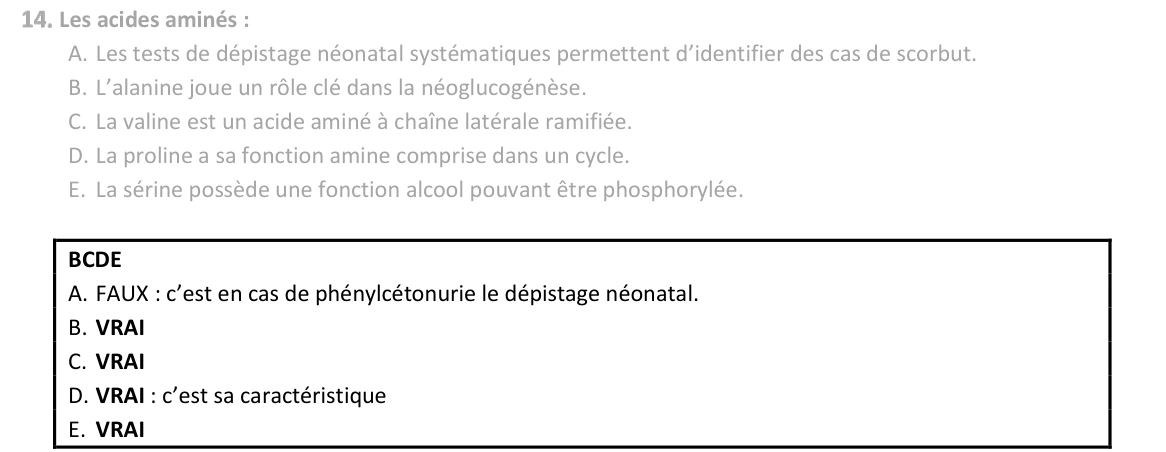 14. Les acides aminés :
A. Les tests de dépistage néonatal systématiques permettent d’identifier des cas de scorbut.
B. L’alanine joue un rôle clé dans la néoglucogénèse.
C. La valine est un acide aminé à chaîne latérale ramifiée.
D. La proline a sa fonction amine comprise dans un cycle.
E. La sérine possède une fonction alcool pouvant être phosphorylée.
BCDE
A. FAUX : c’est en cas de phénylcétonurie le dépistage néonatal.
B. VRAI
C. VRAI
D. VRAI : c’est sa caractéristique
E. VRAI